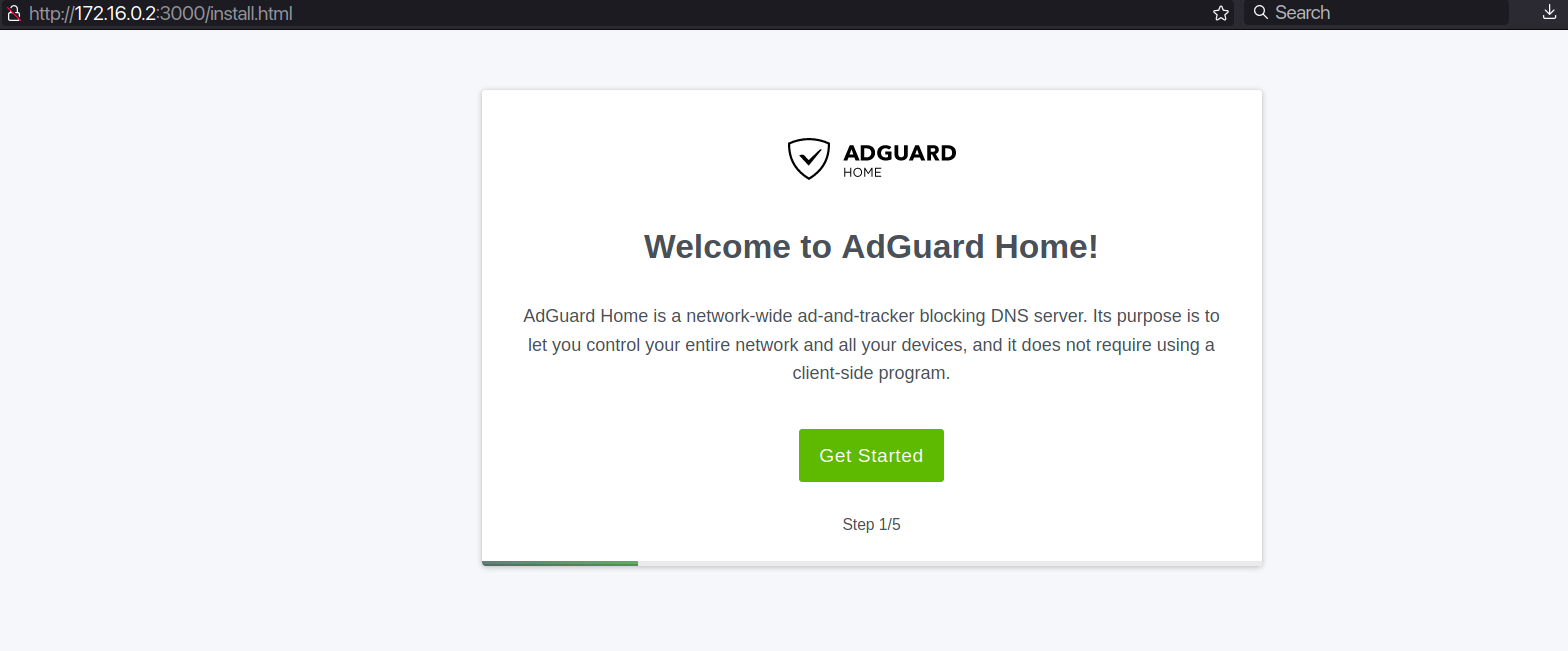 http://172.16.0.2:3000/install.html
Search
ADGUARD
HOME
Welcome to AdGuard Home!
AdGuard Home is a network-wide ad-and-tracker blocking DNS server. Its purpose is to
let you control your entire network and all your devices, and it does not require using a
client-side program.
Get Started
Step 1/5